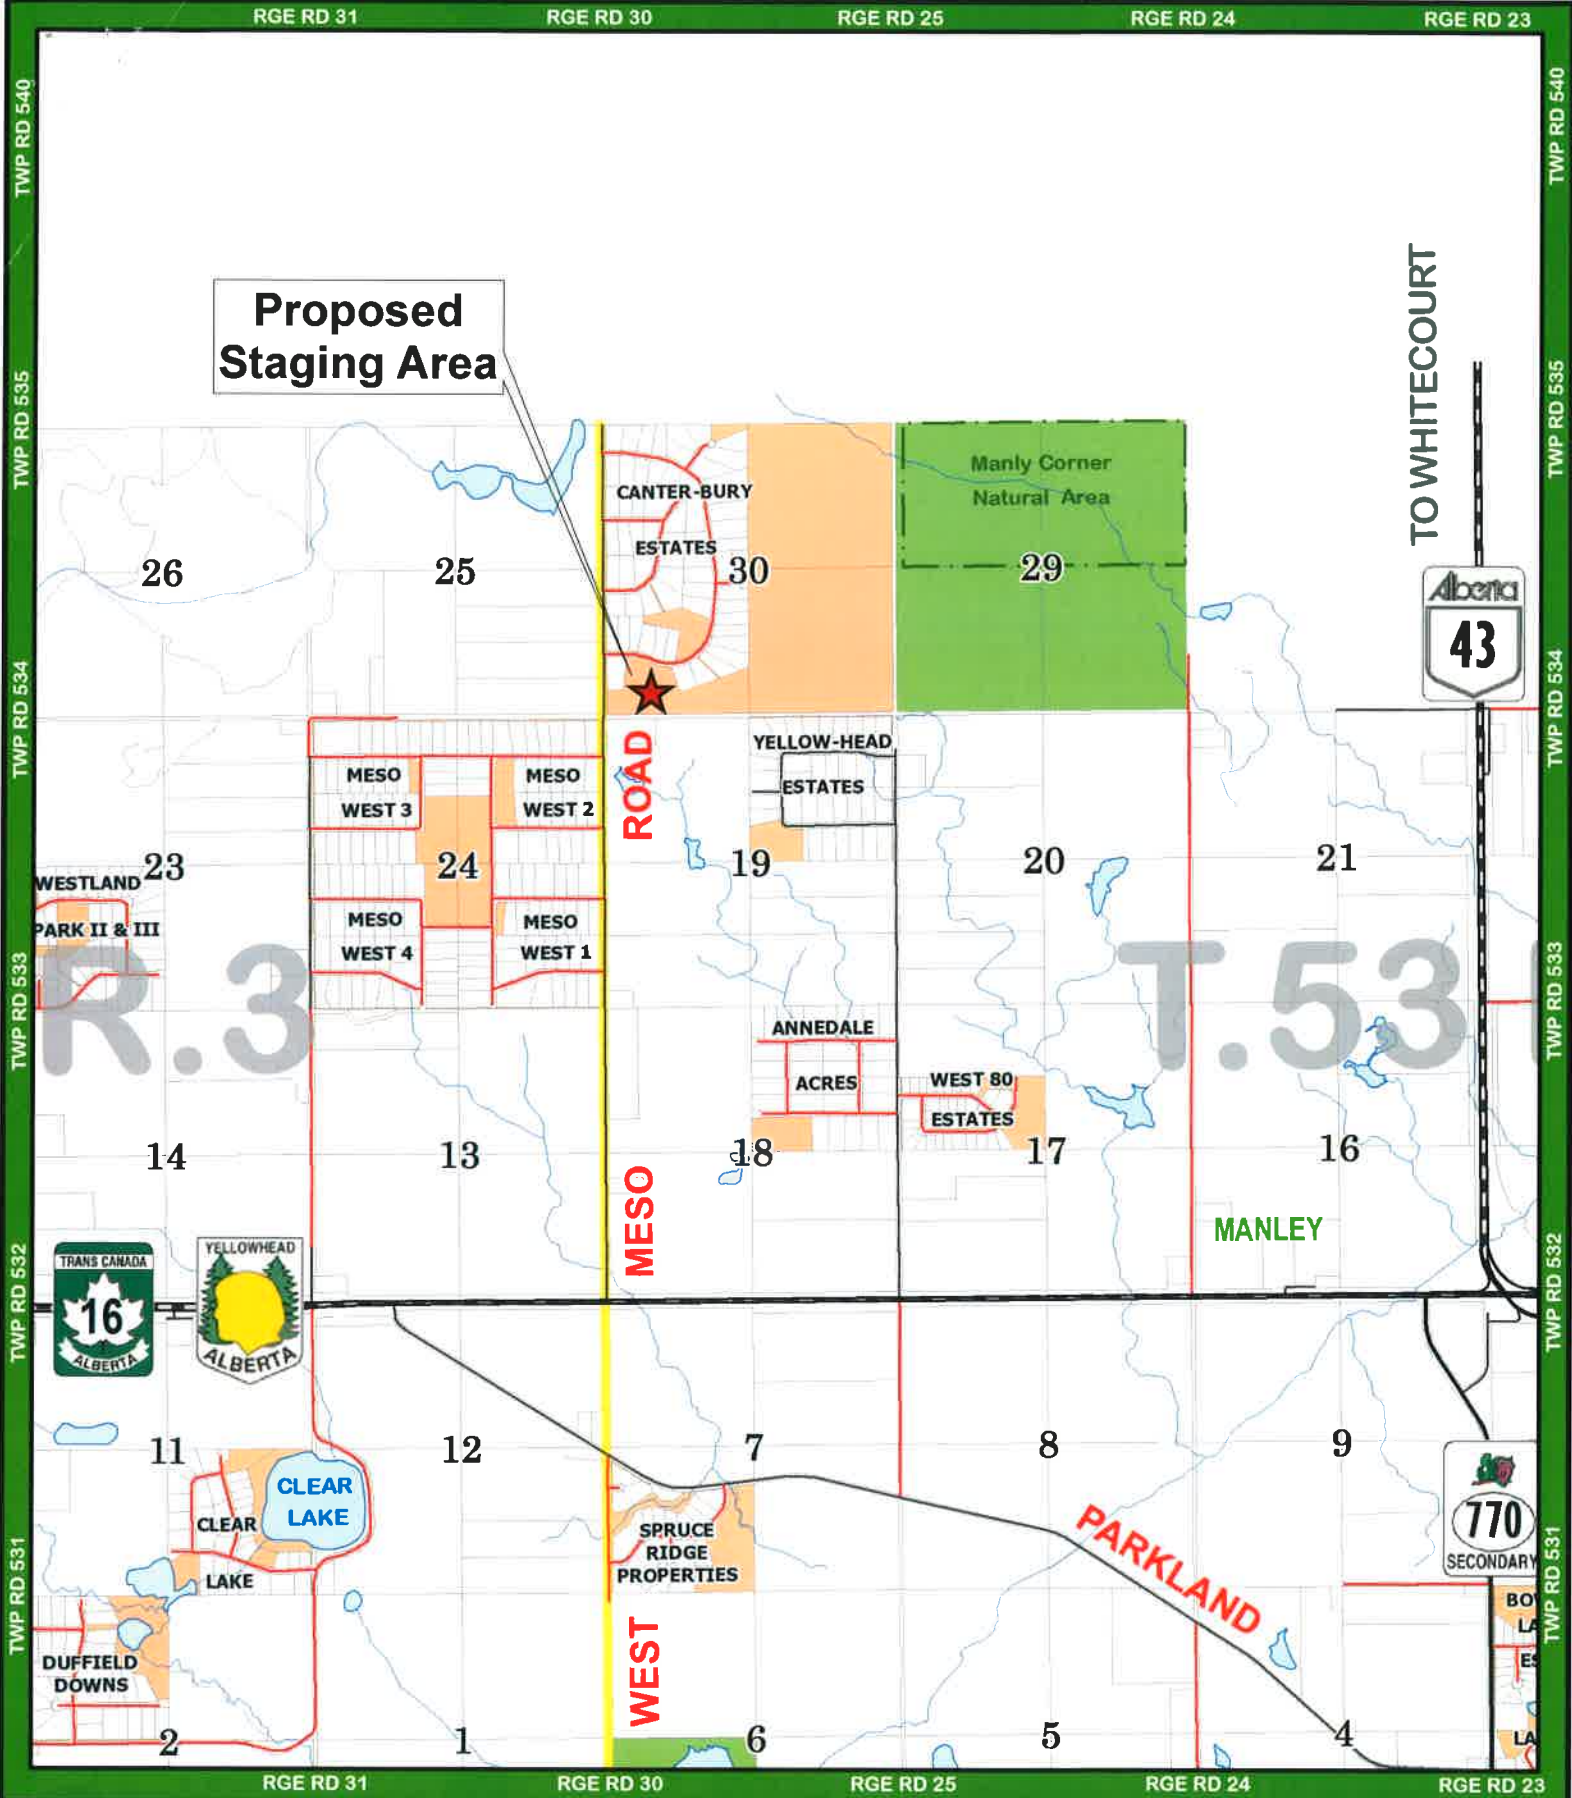 RGE RD 31
RGE RD 30
RGE RD 25
RGE RD 24
RGE RD 23
TWP RD 540
TWP RD 540
TO WHITECOURT
Proposed
Staging Area
TWP RD 535
TWP RD 535
Manly Corner
Natural Area
CANTER-BURY
ESTATES
26
25
30
29
Alberta
43
TWP RD 534
TWP RD 534
ROAD
YELLOW-HEAD
ESTATES
MESO
WEST 3
MESO
WEST 2
23
24
19
20
21
WESTLAND
PARK II & III
MESO
WEST 4
MESO
WEST 1
R.3
T.53
TWP RD 533
TWP RD 533
ANNEDALE
ACRES
WEST 80
ESTATES
14
13
18
17
16
MESO
MANLEY
TWP RD 532
TWP RD 532
TRANS CANADA
16
ALBERTA
YELLOWHEAD
ALBERTA
11
12
7
8
9
CLEAR
LAKE
CLEAR
LAKE
SPRUCE
RIDGE
PROPERTIES
PARKLAND
770
SECONDARY
TWP RD 531
TWP RD 531
BO
LA
ES
LA
DUFFIELD
DOWNS
WEST
2
1
6
5
4
RGE RD 31
RGE RD 30
RGE RD 25
RGE RD 24
RGE RD 23